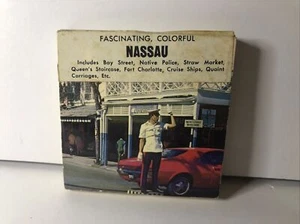 FASCINATING, COLORFUL
NASSAU
Includes Bay Street, Native Police, Straw Market,
Queen's Staircase, Fort Charlotte, Cruise Ships, Quaint
Carriages, Etc.